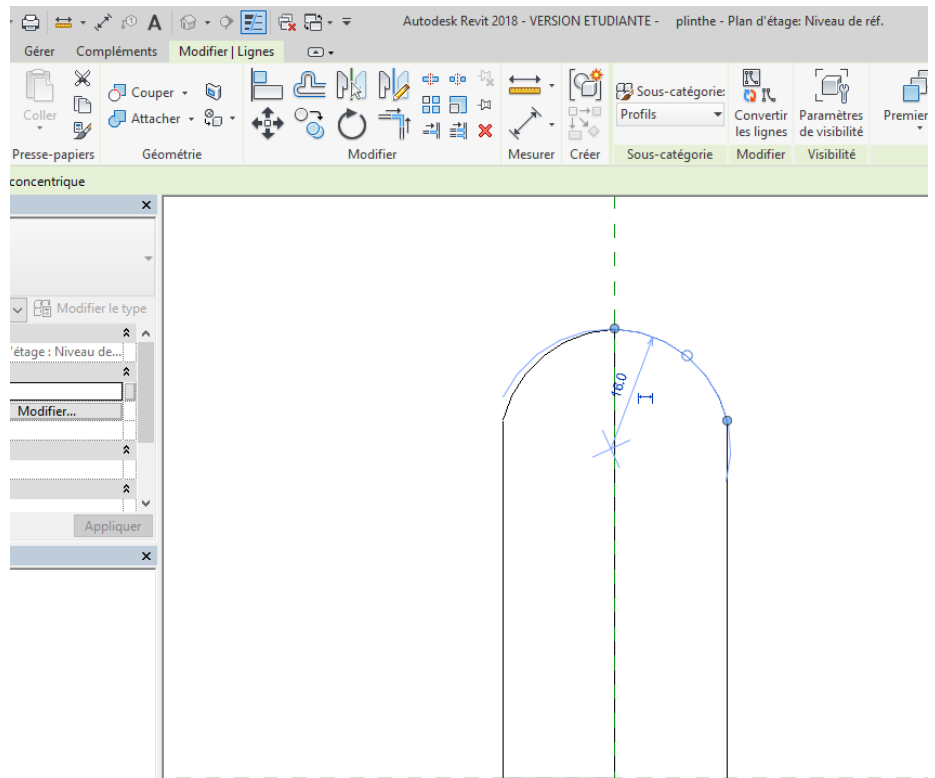 A
Autodesk Revit 2018 - VERSION ETUDIANTE - plinthe - Plan d'étage: Niveau de réf.
Gérer Compléments Modifier | Lignes
Coller
Couper
Attacher
Sous-catégorie:
Profils
Convertir les lignes
Paramètres de visibilité
Premier
Presse-papiers Géométrie Modifier Mesurer Créer Sous-catégorie Modifier Visibilité
concentrique
Modifier le type
'étage : Niveau de...
Modifier...
Appliquer